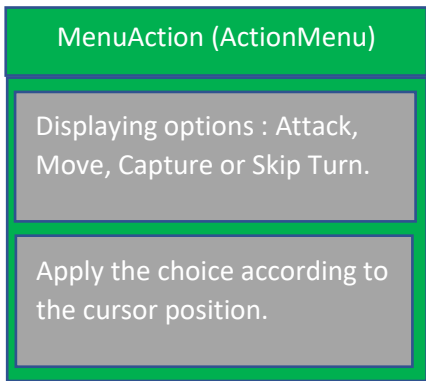 MenuAction (ActionMenu)
Displaying options : Attack,
Move, Capture or Skip Turn.
Apply the choice according to
the cursor position.